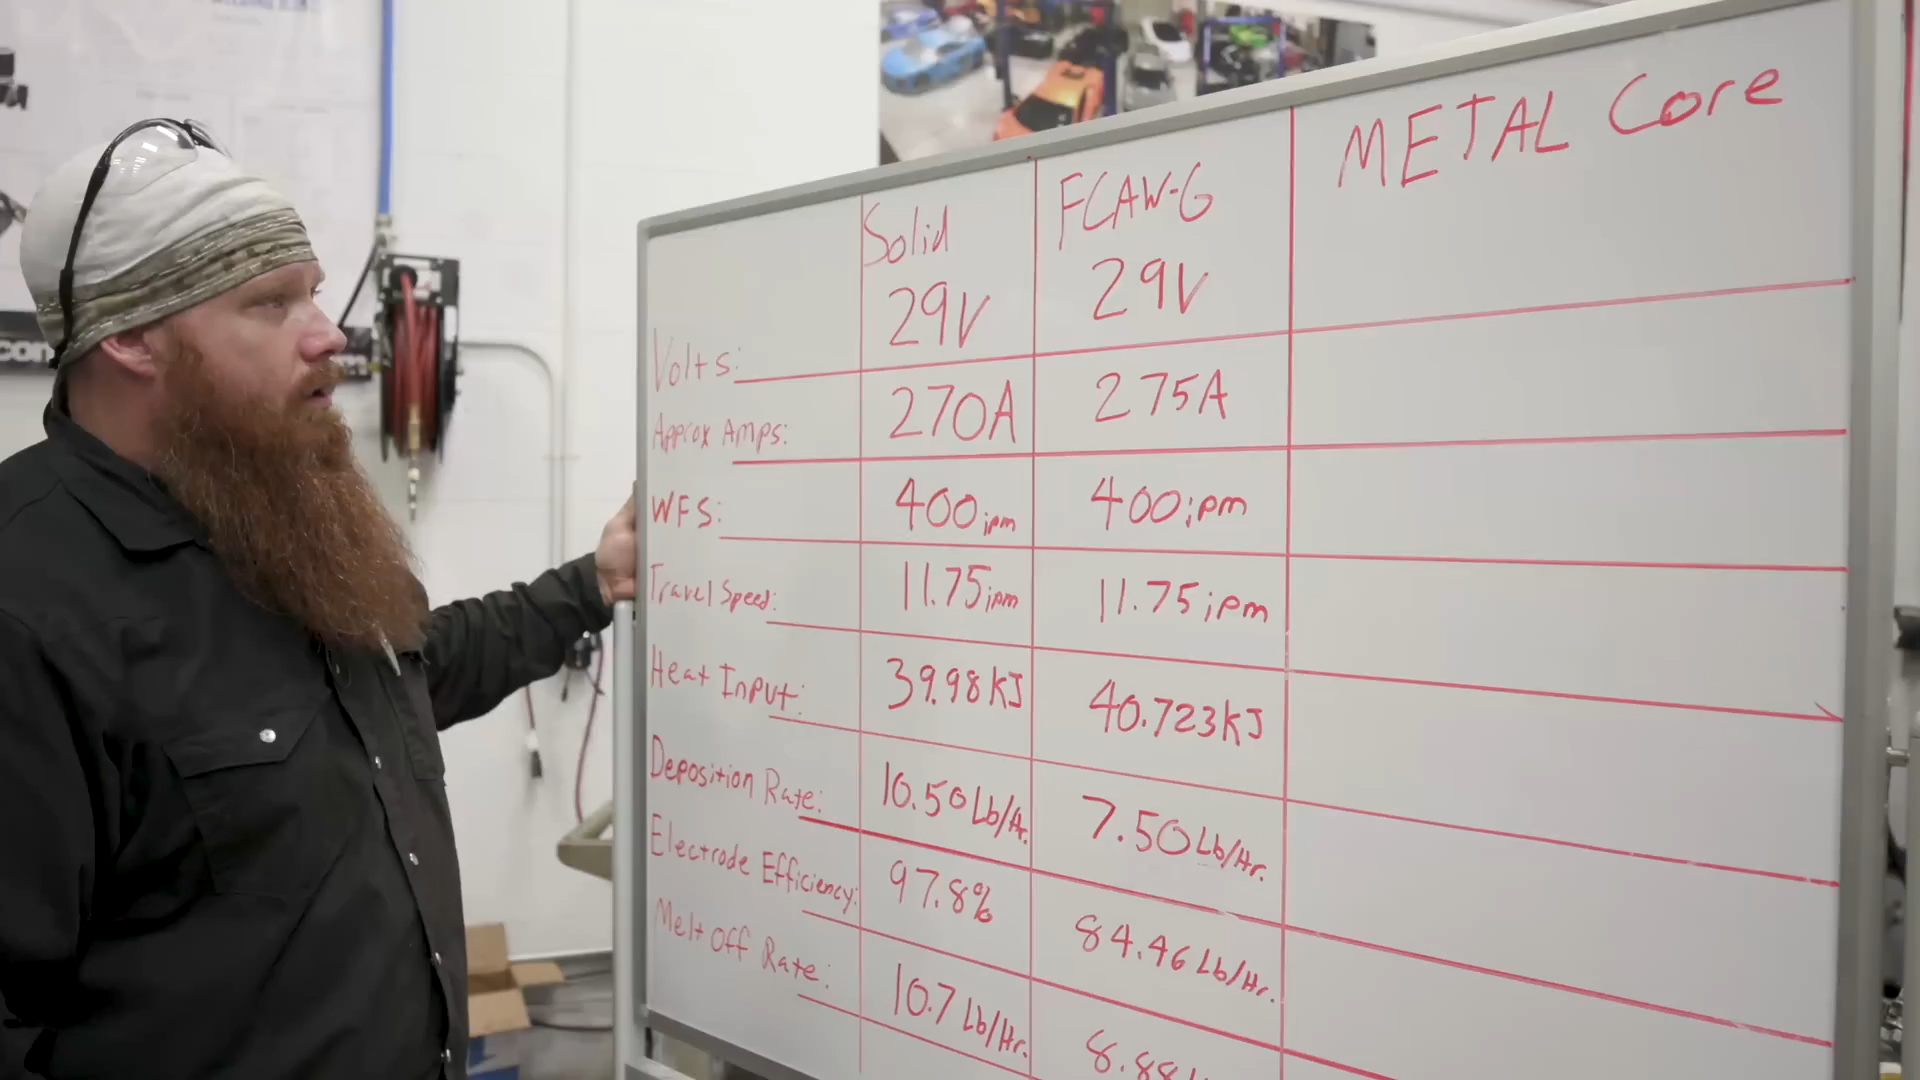 Solid FCAW-G METAL Core
Volts: 29V 29V
Approx Amps: 270A 275A
WFS: 400ipm 400ipm
Travel Speed: 11.75ipm 11.75ipm
Heat Input: 39.98KJ 40.723KJ
Deposition Rate: 10.50Lb/Hr. 7.50Lb/Hr.
Electrode Efficiency: 97.8% 84.46Lb/Hr.
Melt Off Rate: 10.7Lb/Hr. 8.88